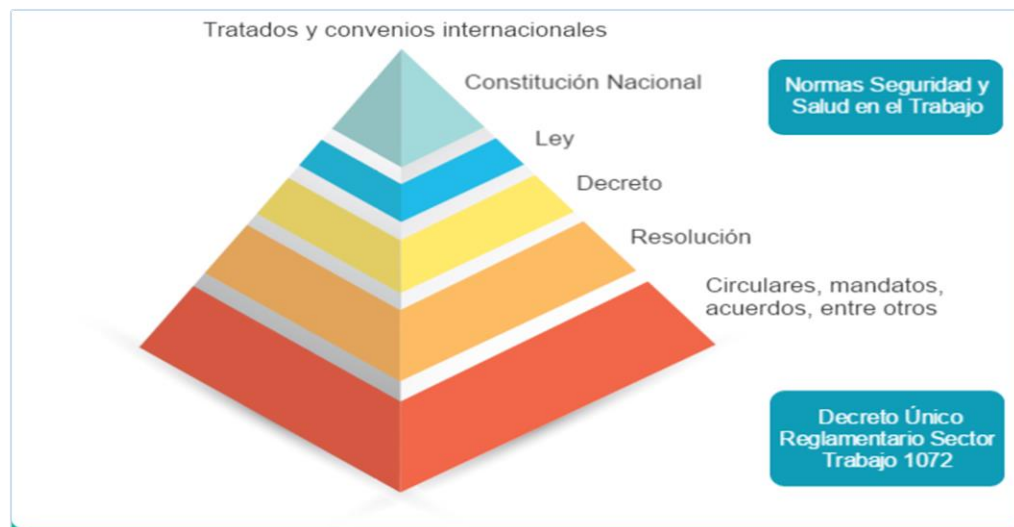 Tratados y convenios internacionales
Constitución Nacional
Normas Seguridad y
Salud en el Trabajo
Ley
Decreto
Resolución
Circulares, mandatos,
acuerdos, entre otros
Decreto Único
Reglamentario Sector
Trabajo 1072